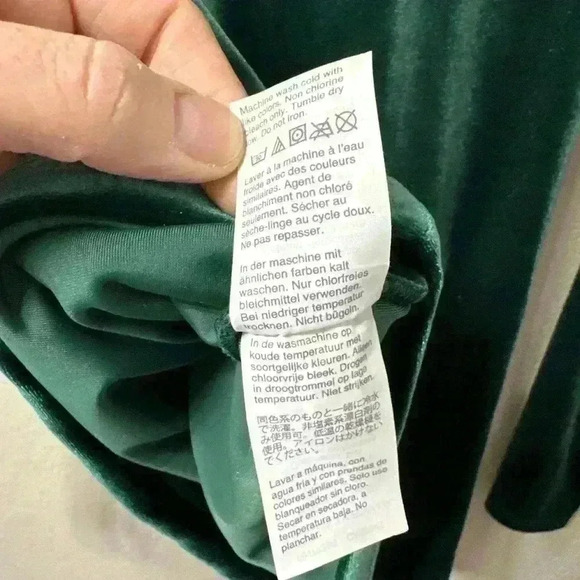 Machine wash cold with
like colors. Non chlorine
bleach only. Tumble dry
low. Do not iron.
Laver à la machine à l'eau
froide avec des couleurs
similaires. Agent de
blanchiment non chloré
seulement. Sécher au
sèche-linge au cycle doux.
Ne pas repasser.
In der maschine mit
ähnlichen farben kalt
waschen. Nur chlorfreies
bleichmittel verwenden.
Bei niedriger temperatur
trocknen. Nicht bügeln.
In de wasmachine op
koude temperatuur met
soortgelijke kleuren. Alleen
chloorvrije bleek. Drogen
in droogtrommel op lage
temperatuur. Niet strijken.
同色系のものと一緒に冷水
で洗濯。非塩素系漂白剤の
み使用可。低温の乾燥機を
使用可。アイロンはかけない
でください。
Lavar a máquina, con
agua fría y con prendas de
colores similares. Solo use
blanqueador sin cloro.
Secar en secadora, a
temperatura baja. No
planchar.